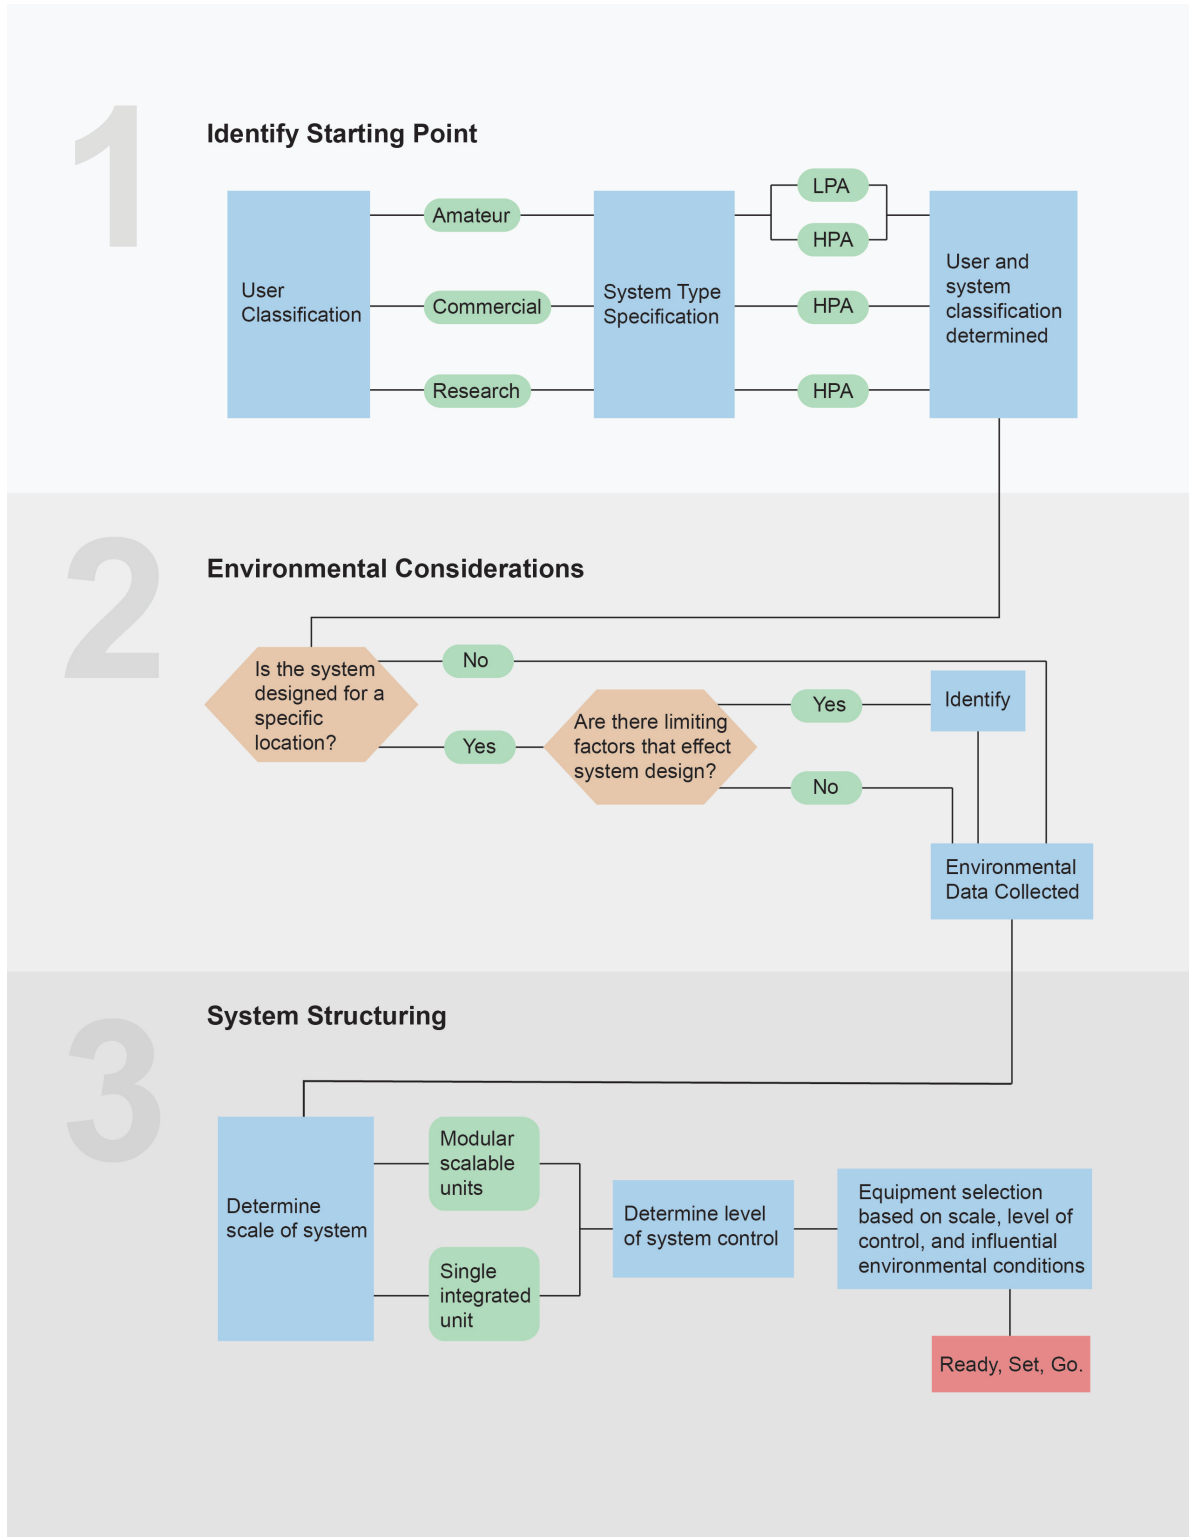 1
Identify Starting Point
User
Classification
Amateur
Commercial
Research
System Type
Specification
LPA
HPA
HPA
HPA
User and
system
classification
determined
2
Environmental Considerations
Is the system
designed for a
specific
location?
No
Yes
Are there limiting
factors that effect
system design?
Yes
No
Identify
Environmental
Data Collected
3
System Structuring
Determine
scale of system
Modular
scalable
units
Single
integrated
unit
Determine level
of system control
Equipment selection
based on scale, level of
control, and influential
environmental conditions
Ready, Set, Go.